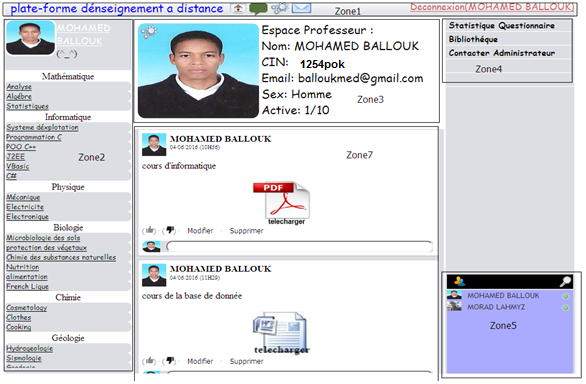 plate-forme dénseignement a distance
Zone1
Deconnexion(MOHAMED BALLOUK)
MOHAMED
BALLOUK
(^_^)
Mathématique
Analyse
Algébre
Statistiques
Informatique
Systeme déxplotation
Programmation C
POO C++
J2EE
VBasic
C#
Zone2
Physique
Mécanique
Electricite
Electronique
Biologie
Microbiologie des sols
protection des végetaux
Chimie des substances naturelles
Nutrition
alimentation
French Lique
Chimie
Cosmetology
Clothes
Cooking
Géologie
Hydrogeologie
Sismologie
Espace Professeur :
Nom: MOHAMED BALLOUK
CIN: 1254pok
Email: balloukmed@gmail.com
Sex: Homme
Active: 1/10
Zone3
Statistique Questionnaire
Bibliothéque
Contacter Administrateur
Zone4
MOHAMED BALLOUK
04/06/2016 (10H56)
Zone7
cours d'informatique
PDF
telecharger
Modifier · Supprimer
MOHAMED BALLOUK
04/06/2016 (11H29)
cours de la base de donnée
telecharger
Modifier · Supprimer
MOHAMED BALLOUK
MORAD LAHMYZ
Zone5